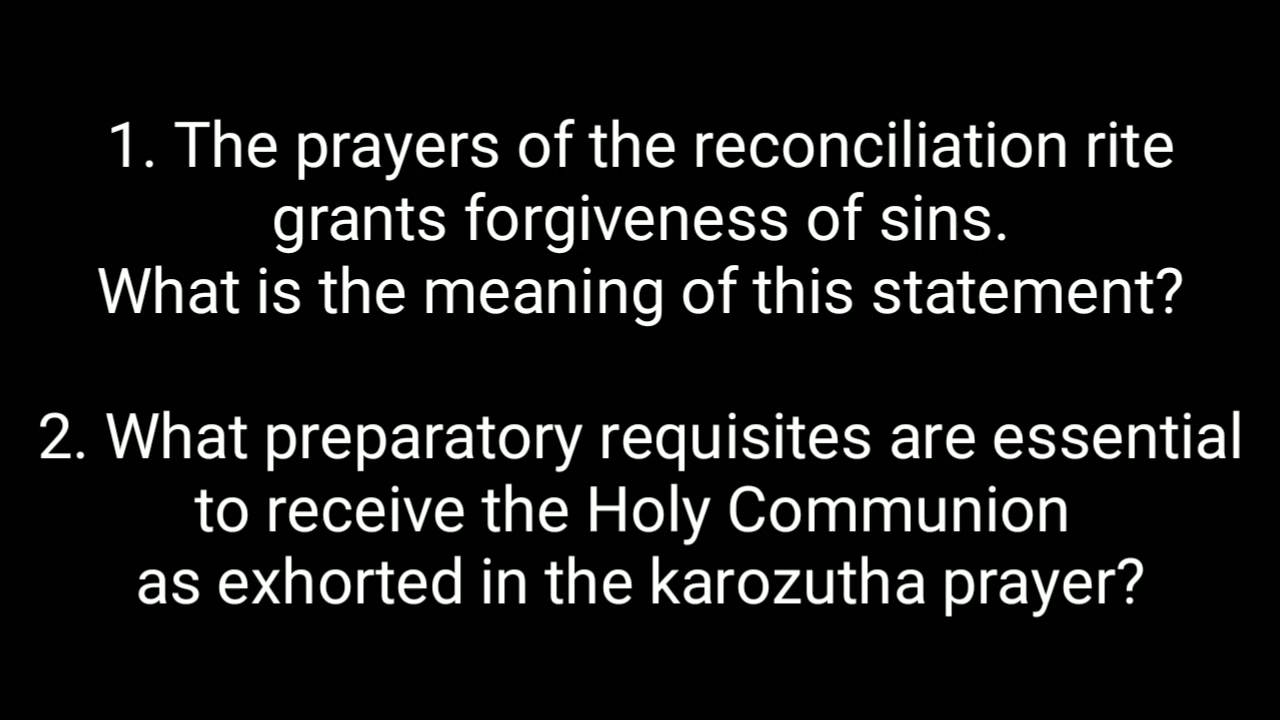 1. The prayers of the reconciliation rite
grants forgiveness of sins.
What is the meaning of this statement?
2. What preparatory requisites are essential
to receive the Holy Communion
as exhorted in the karozutha prayer?